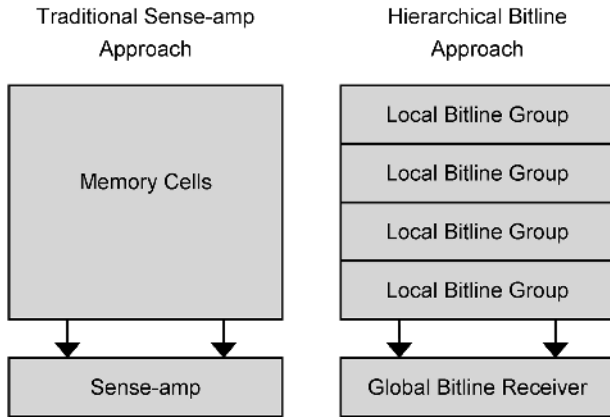 Traditional Sense-amp
Approach
Memory Cells
Sense-amp
Hierarchical Bitline
Approach
Local Bitline Group
Local Bitline Group
Local Bitline Group
Local Bitline Group
Global Bitline Receiver